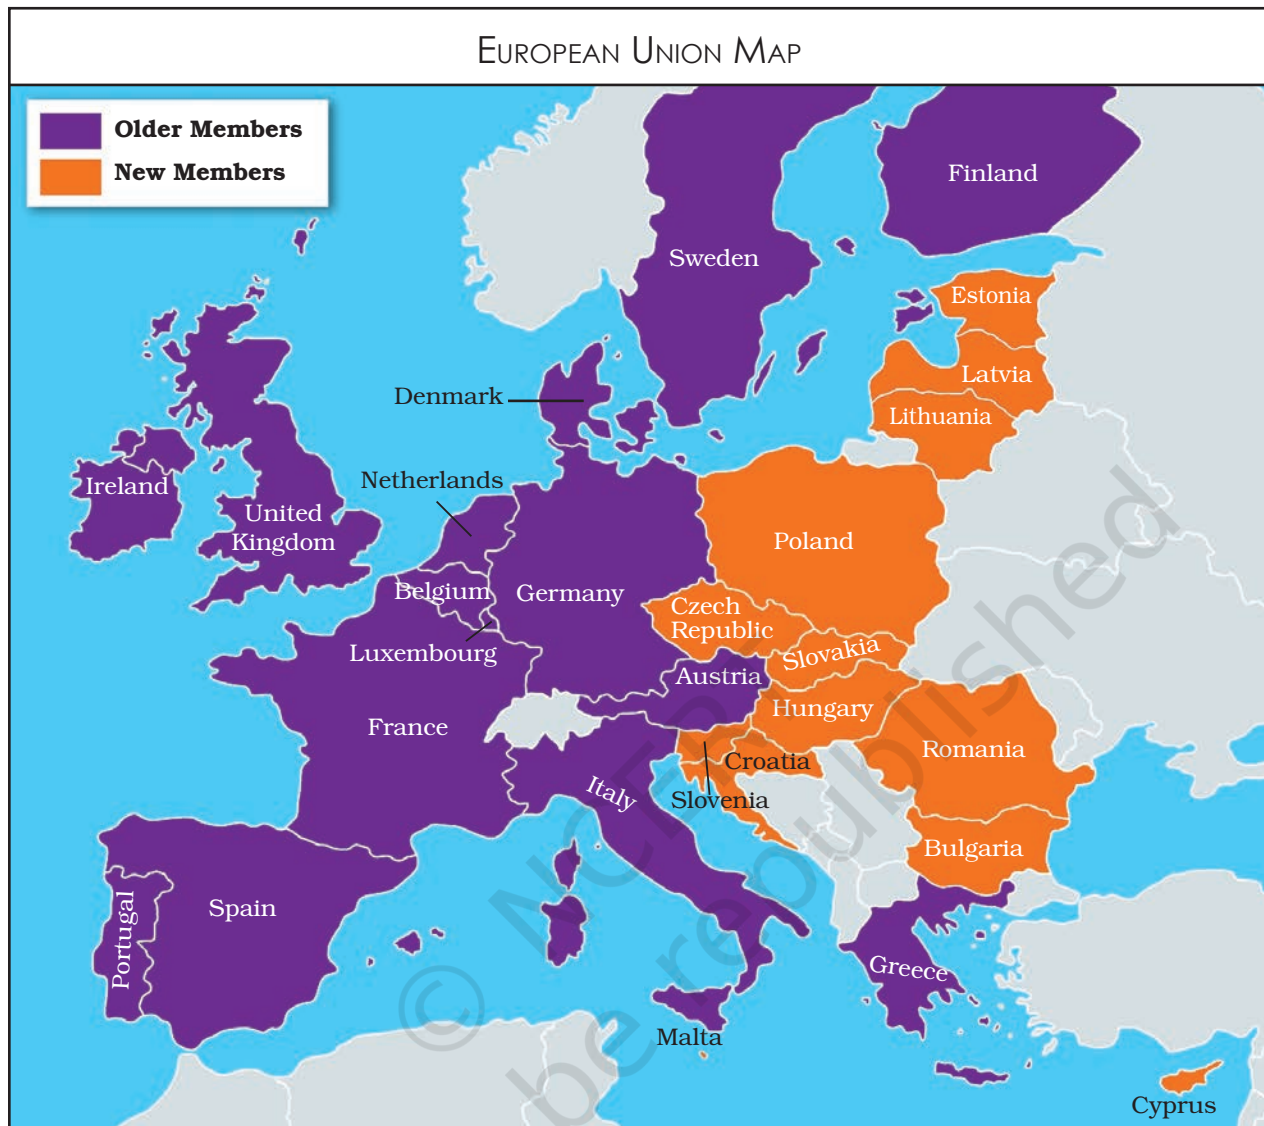 European Union Map
Older Members
New Members
Finland
Sweden
Estonia
Latvia
Lithuania
Denmark
Netherlands
Ireland
United
Kingdom
Poland
Belgium
Germany
Czech
Republic
Luxembourg
Slovakia
Austria
Hungary
France
Romania
Croatia
Slovenia
Italy
Bulgaria
Spain
Portugal
Greece
Malta
Cyprus
© NCERT
be republished